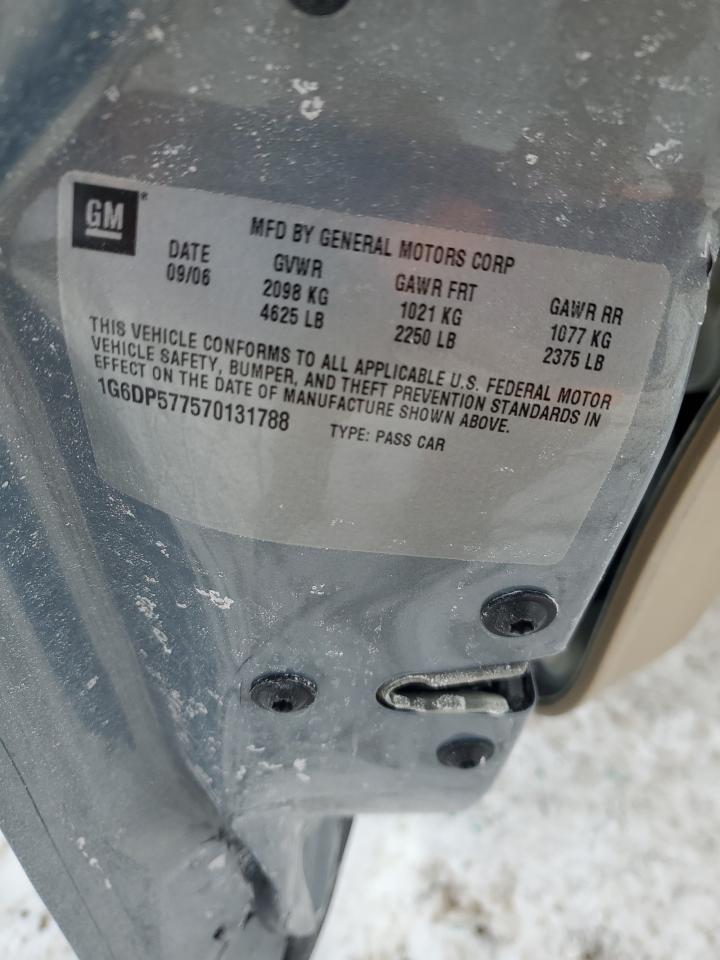 GM
MFD BY GENERAL MOTORS CORP
DATE GVWR GAWR FRT GAWR RR
09/06 2098 KG 1021 KG 1077 KG
4625 LB 2250 LB 2375 LB
THIS VEHICLE CONFORMS TO ALL APPLICABLE U.S. FEDERAL MOTOR
VEHICLE SAFETY, BUMPER, AND THEFT PREVENTION STANDARDS IN
EFFECT ON THE DATE OF MANUFACTURE SHOWN ABOVE.
1G6DP577570131788 TYPE: PASS CAR